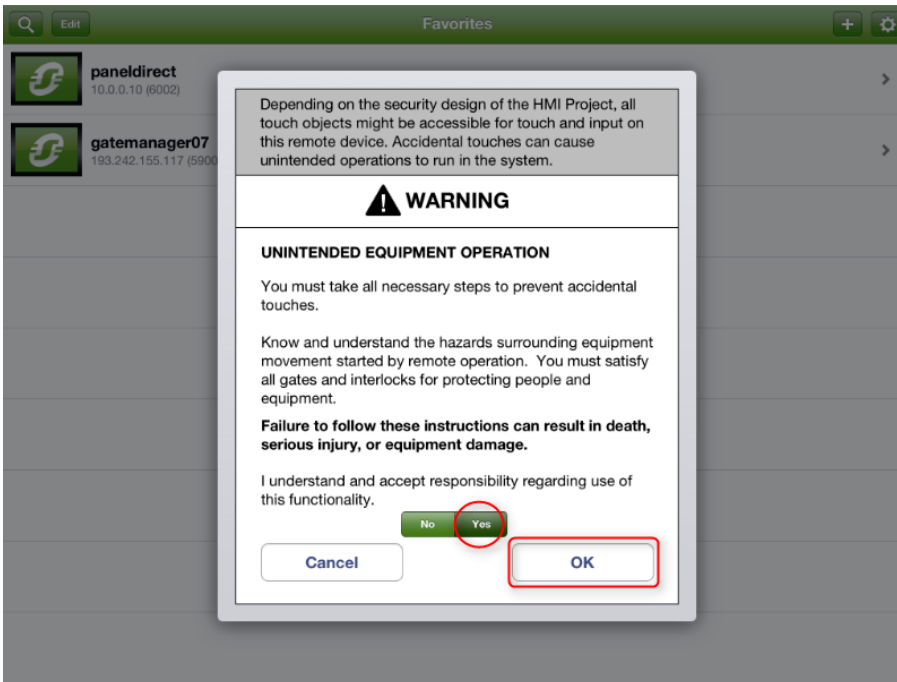 Edit
Favorites
+
paneldirect
10.0.0.10 (6002)
gatemanager07
193.242.155.117 (5900
Depending on the security design of the HMI Project, all
touch objects might be accessible for touch and input on
this remote device. Accidental touches can cause
unintended operations to run in the system.
WARNING
UNINTENDED EQUIPMENT OPERATION
You must take all necessary steps to prevent accidental
touches.
Know and understand the hazards surrounding equipment
movement started by remote operation.  You must satisfy
all gates and interlocks for protecting people and
equipment.
Failure to follow these instructions can result in death,
serious injury, or equipment damage.
I understand and accept responsibility regarding use of
this functionality.
No
Yes
Cancel
OK